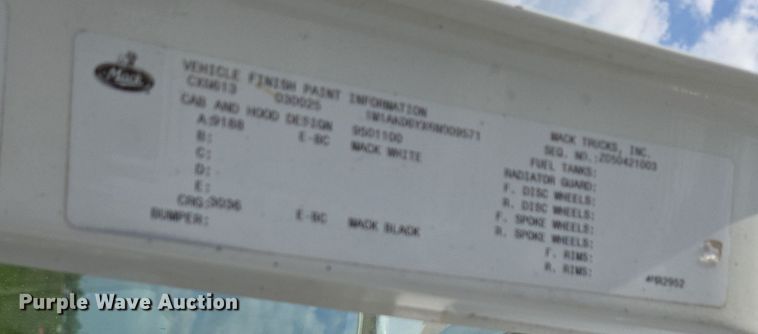 Mack
VEHICLE FINISH PAINT INFORMATION
CXN613 030025
CAB AND HOOD DESIGN 9501100
A:9188 E-BC MACK WHITE
B:
C:
D:
E:
CRG:3036 E-BC MACK BLACK
BUMPER:
MACK TRUCKS, INC.
SEQ. NO.:Z050421003
FUEL TANKS:
RADIATOR GUARD:
F. DISC WHEELS:
R. DISC WHEELS:
F. SPOKE WHEELS:
R. SPOKE WHEELS:
F. RIMS:
R. RIMS:
Purple Wave Auction